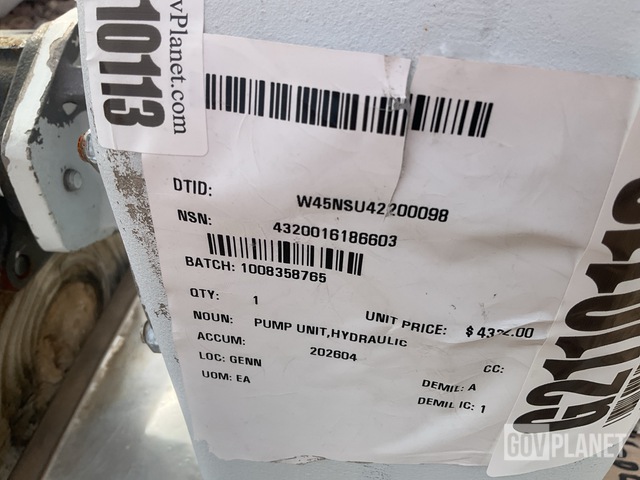 10113
ovPlanet.com
DTID: W45NSU42200098
NSN: 4320016186603
BATCH: 1008358765
QTY: 1
UNIT PRICE:
NOUN: PUMP UNIT,HYDRAULIC
ACCUM: 202604
LOC: GENN
CC:
UOM: EA
DEMIL: A
DEMIL IC: 1
GOVPLANET